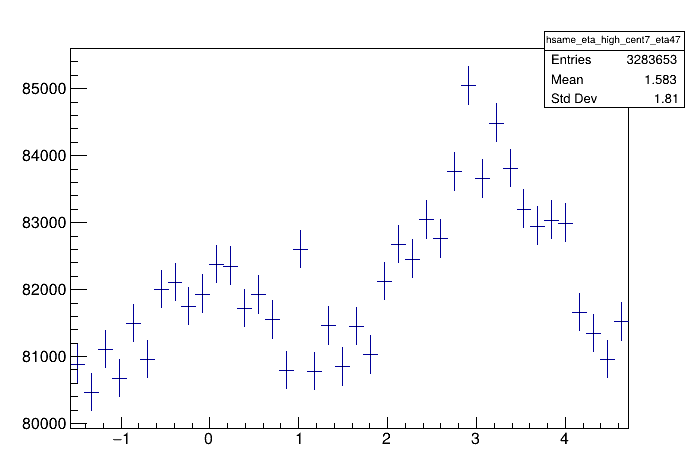 hsame_eta_high_cent7_eta47
Entries 3283653
Mean 1.583
Std Dev 1.81
85000
84000
83000
82000
81000
80000
−1 0 1 2 3 4